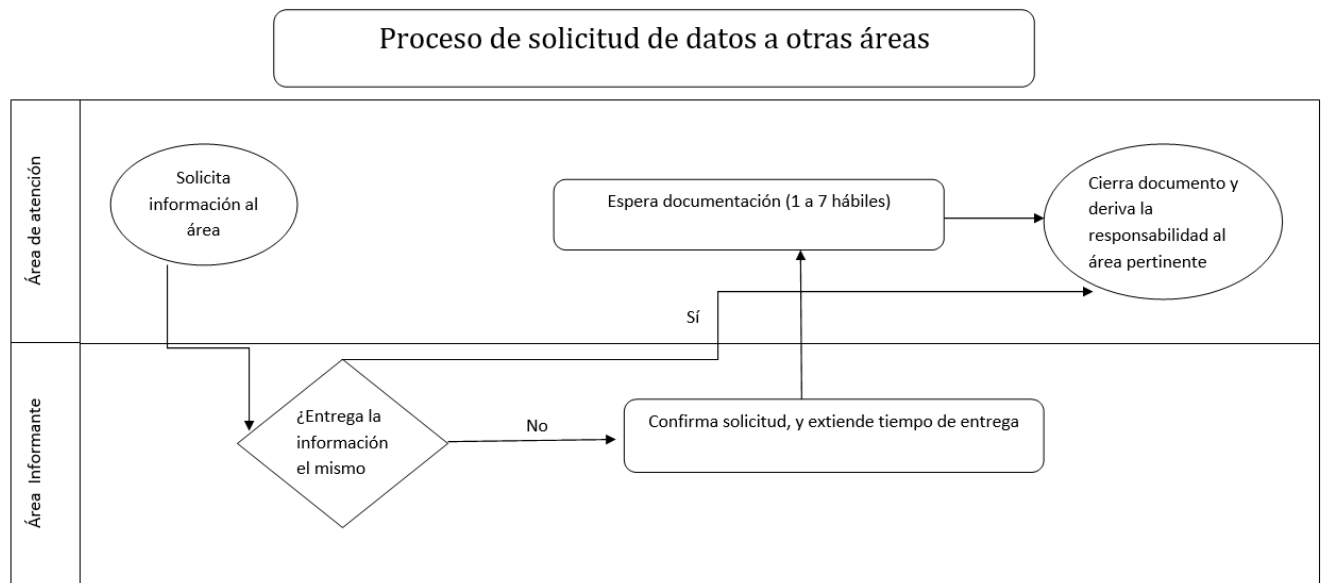 Proceso de solicitud de datos a otras áreas
Área de atención
Solicita
información al
área
Espera documentación (1 a 7 hábiles)
Cierra documento y
deriva la
responsabilidad al
área pertinente
Sí
Área Informante
¿Entrega la
información
el mismo
No
Confirma solicitud, y extiende tiempo de entrega